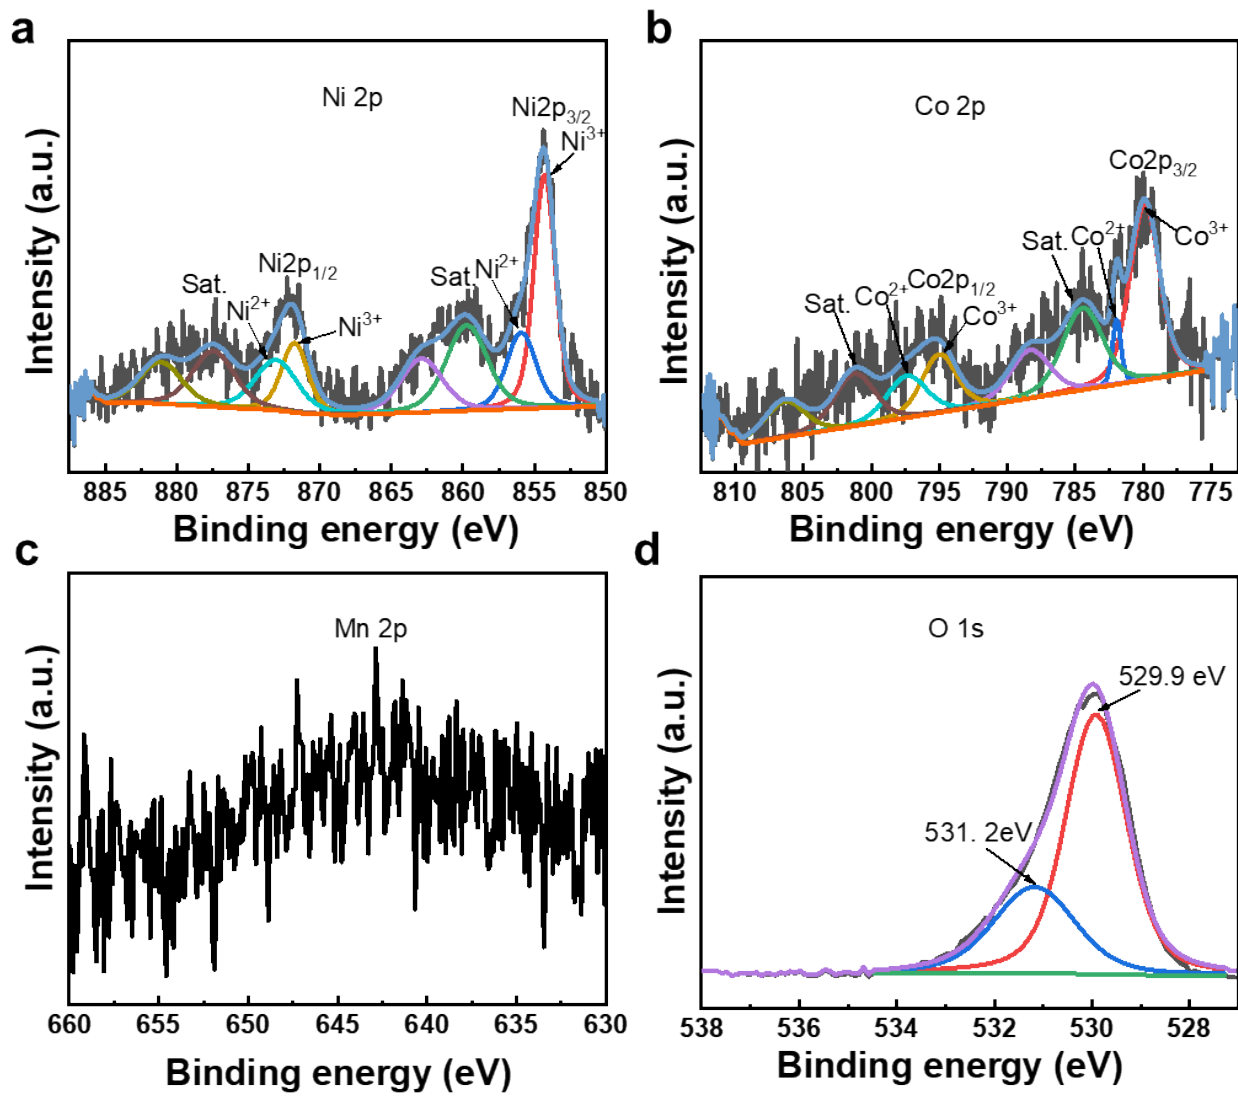 a
Ni 2p
Ni2p3/2
Ni³⁺
Sat.
Ni²⁺
Ni2p1/2
Sat.
Ni²⁺
Ni³⁺
Intensity (a.u.)
885 880 875 870 865 860 855 850
Binding energy (eV)
b
Co 2p
Co2p3/2
Co³⁺
Sat.
Co²⁺
Co2p1/2
Sat.
Co²⁺
Co³⁺
Intensity (a.u.)
810 805 800 795 790 785 780 775
Binding energy (eV)
c
Mn 2p
Intensity (a.u.)
660 655 650 645 640 635 630
Binding energy (eV)
d
O 1s
529.9 eV
531. 2eV
Intensity (a.u.)
538 536 534 532 530 528
Binding energy (eV)